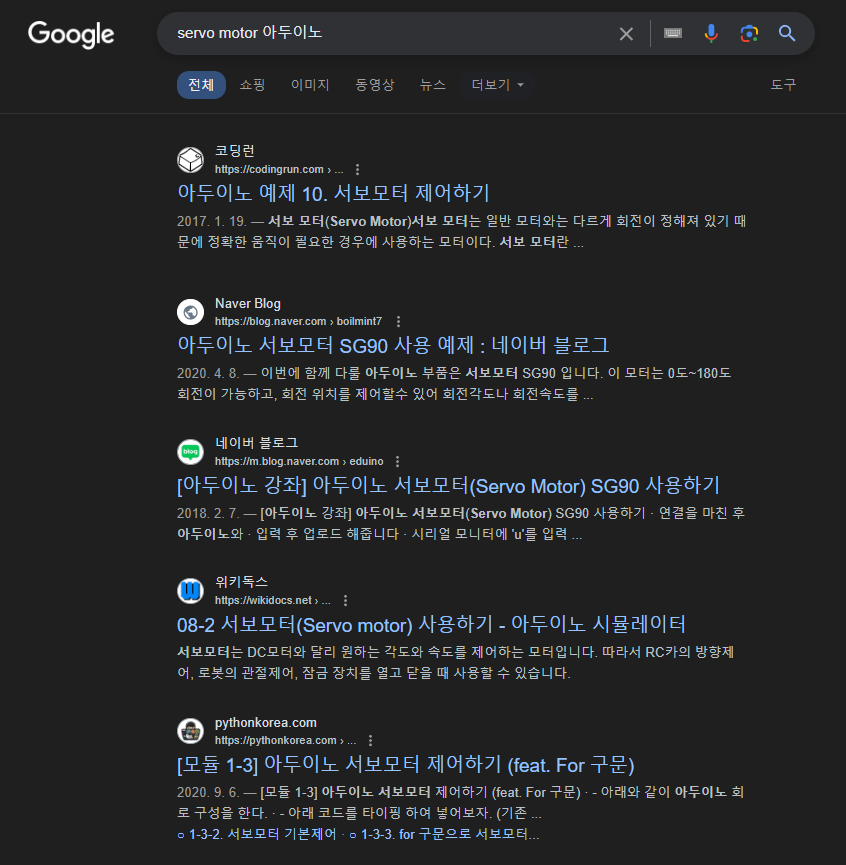 Google
servo motor 아두이노
전체 쇼핑 이미지 동영상 뉴스 더보기 도구
코딩런
https://codingrun.com › ...
아두이노 예제 10. 서보모터 제어하기
2017. 1. 19. — 서보 모터(Servo Motor)서보 모터는 일반 모터와는 다르게 회전이 정해져 있기 때
문에 정확한 움직이 필요한 경우에 사용하는 모터이다. 서보 모터란 ...
Naver Blog
https://blog.naver.com › boilmint7
아두이노 서보모터 SG90 사용 예제 : 네이버 블로그
2020. 4. 8. — 이번에 함께 다룰 아두이노 부품은 서보모터 SG90 입니다. 이 모터는 0도~180도
회전이 가능하고, 회전 위치를 제어할수 있어 회전각도나 회전속도를 ...
blog
네이버 블로그
https://m.blog.naver.com › eduino
[아두이노 강좌] 아두이노 서보모터(Servo Motor) SG90 사용하기
2018. 2. 7. — [아두이노 강좌] 아두이노 서보모터(Servo Motor) SG90 사용하기 · 연결을 마친 후
아두이노와 · 입력 후 업로드 해줍니다 · 시리얼 모니터에 'u'를 입력 ...
위키독스
https://wikidocs.net › ...
08-2 서보모터(Servo motor) 사용하기 - 아두이노 시뮬레이터
서보모터는 DC모터와 달리 원하는 각도와 속도를 제어하는 모터입니다. 따라서 RC카의 방향제
어, 로봇의 관절제어, 잠금 장치를 열고 닫을 때 사용할 수 있습니다.
pythonkorea.com
https://pythonkorea.com › ...
[모듈 1-3] 아두이노 서보모터 제어하기 (feat. For 구문)
2020. 9. 6. — [모듈 1-3] 아두이노 서보모터 제어하기 (feat. For 구문) · - 아래와 같이 아두이노 회
로 구성을 한다. · - 아래 코드를 타이핑 하여 넣어보자. (기존 ...
○ 1-3-2. 서보모터 기본제어 · ○ 1-3-3. for 구문으로 서보모터...